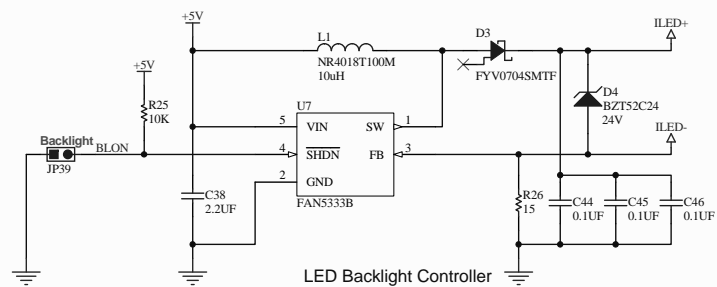 +5V
L1
NR4018T100M
10uH
D3
FYV0704SMTF
ILED+
+5V
R25
10K
D4
BZT52C24
24V
ILED-
U7
5
VIN
SW
1
4
SHDN
FB
3
2
GND
FAN5333B
Backlight
BLON
JP39
C38
2.2UF
R26
15
C44
0.1UF
C45
0.1UF
C46
0.1UF
LED Backlight Controller